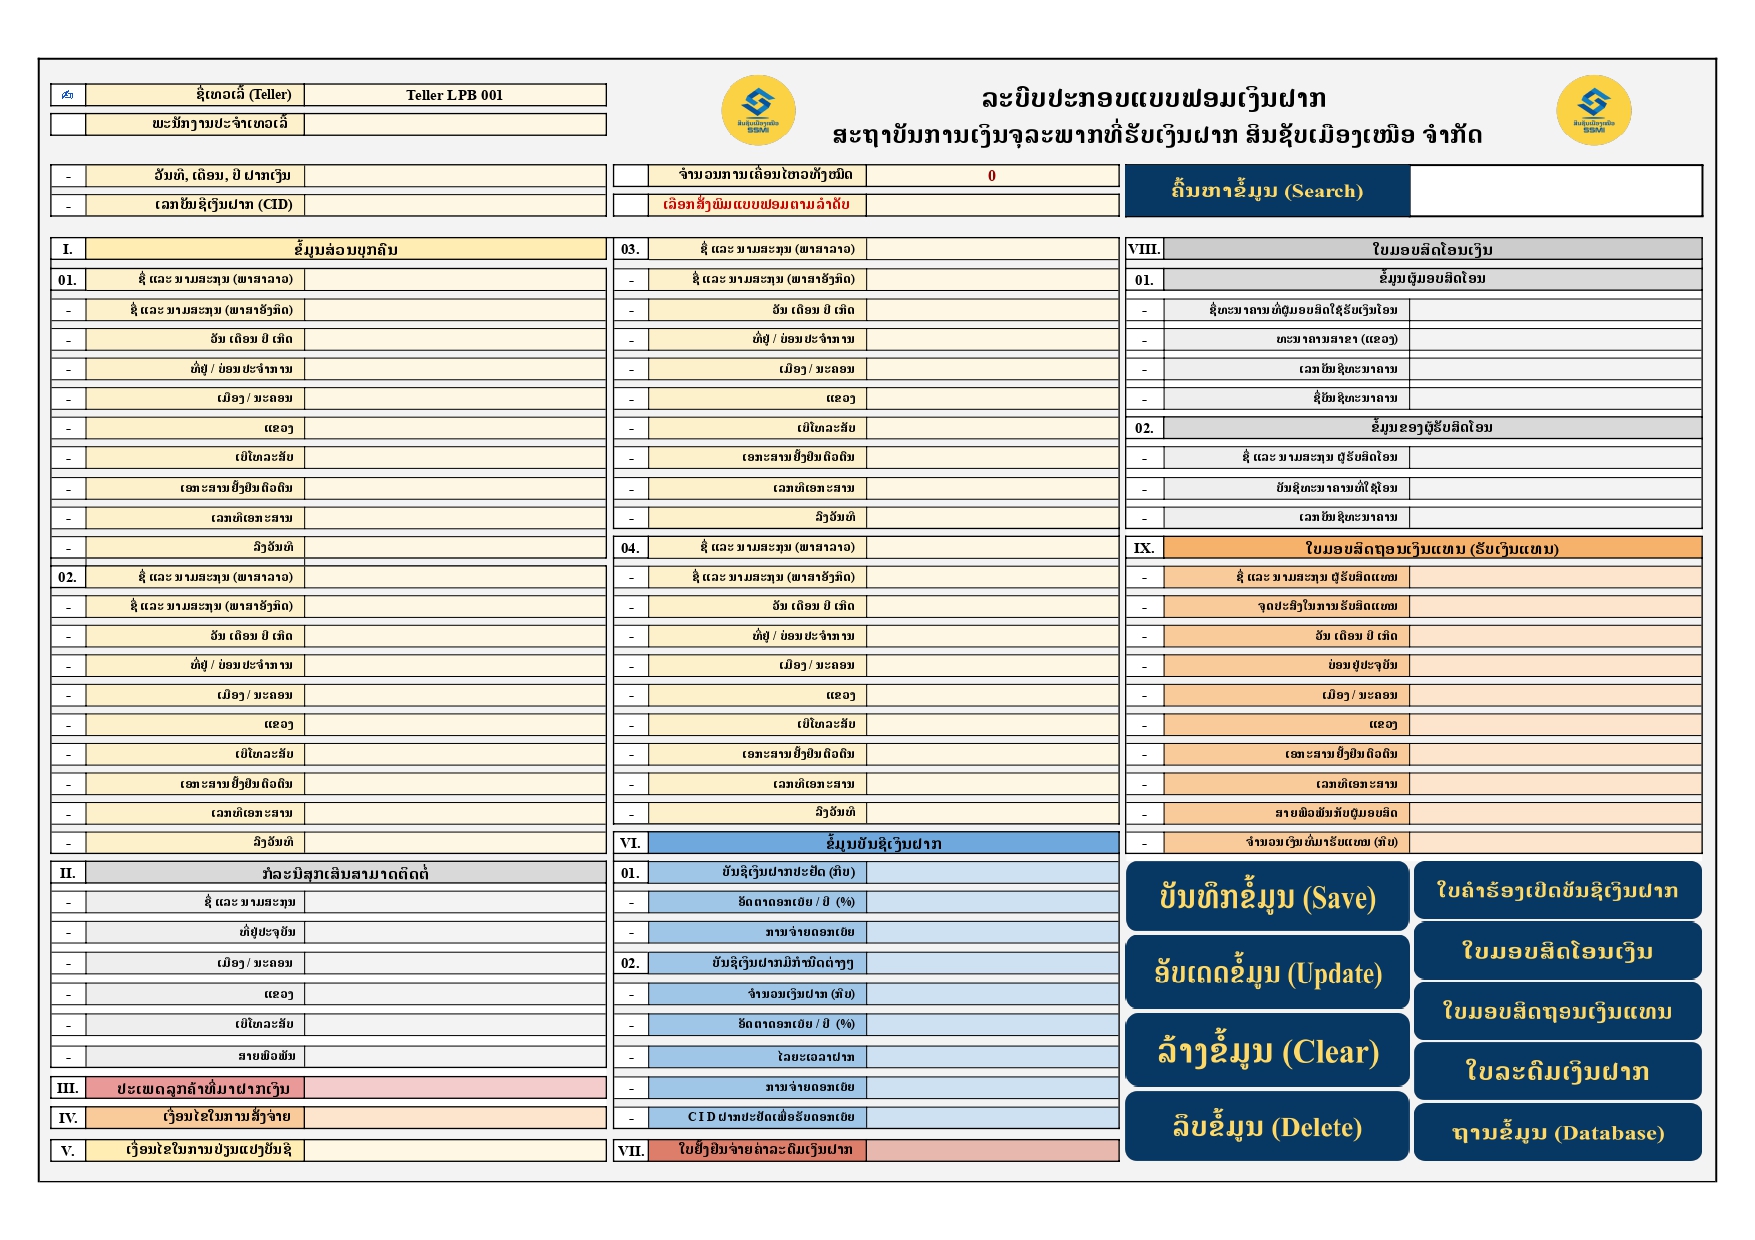 ຊື່ເທວເລີ້ (Teller) Teller LPB 001
ພະນັກງານປະຈຳເທວເລີ້
ສິນຊັບເມືອງເໜືອ
SSMI
ລະບົບປະກອບແບບຟອມເງິນຝາກ
ສະຖາບັນການເງິນຈຸລະພາກທີ່ຮັບເງິນຝາກ ສິນຊັບເມືອງເໜືອ ຈຳກັດ
ສິນຊັບເມືອງເໜືອ
SSMI
- ວັນທີ, ເດືອນ, ປີ ຝາກເງິນ
- ເລກບັນຊີເງິນຝາກ (CID)
ຈຳນວນການເຄື່ອນໄຫວທັງໝົດ 0
ເລືອກສັ່ງພິມແບບຟອມຕາມລຳດັບ
ຄົ້ນຫາຂໍ້ມູນ (Search)
I. ຂໍ້ມູນສ່ວນບຸກຄົນ
01. ຊື່ ແລະ ນາມສະກຸນ (ພາສາລາວ)
- ຊື່ ແລະ ນາມສະກຸນ (ພາສາອັງກິດ)
- ວັນ ເດືອນ ປີ ເກີດ
- ທີ່ຢູ່ / ບ່ອນປະຈຳການ
- ເມືອງ / ນະຄອນ
- ແຂວງ
- ເບີໂທລະສັບ
- ເອກະສານຢັ້ງຢືນຕົວຕົນ
- ເລກທີເອກະສານ
- ລົງວັນທີ
02. ຊື່ ແລະ ນາມສະກຸນ (ພາສາລາວ)
- ຊື່ ແລະ ນາມສະກຸນ (ພາສາອັງກິດ)
- ວັນ ເດືອນ ປີ ເກີດ
- ທີ່ຢູ່ / ບ່ອນປະຈຳການ
- ເມືອງ / ນະຄອນ
- ແຂວງ
- ເບີໂທລະສັບ
- ເອກະສານຢັ້ງຢືນຕົວຕົນ
- ເລກທີເອກະສານ
- ລົງວັນທີ
II. ກໍລະນີສຸກເສີນສາມາດຕິດຕໍ່
- ຊື່ ແລະ ນາມສະກຸນ
- ທີ່ຢູ່ປະຈຸບັນ
- ເມືອງ / ນະຄອນ
- ແຂວງ
- ເບີໂທລະສັບ
- ສາຍພົວພັນ
III. ປະເພດລູກຄ້າທີ່ມາຝາກເງິນ
IV. ເງື່ອນໄຂໃນການສັ່ງຈ່າຍ
V. ເງື່ອນໄຂໃນການປ່ຽນແປງບັນຊີ
03. ຊື່ ແລະ ນາມສະກຸນ (ພາສາລາວ)
- ຊື່ ແລະ ນາມສະກຸນ (ພາສາອັງກິດ)
- ວັນ ເດືອນ ປີ ເກີດ
- ທີ່ຢູ່ / ບ່ອນປະຈຳການ
- ເມືອງ / ນະຄອນ
- ແຂວງ
- ເບີໂທລະສັບ
- ເອກະສານຢັ້ງຢືນຕົວຕົນ
- ເລກທີເອກະສານ
- ລົງວັນທີ
04. ຊື່ ແລະ ນາມສະກຸນ (ພາສາລາວ)
- ຊື່ ແລະ ນາມສະກຸນ (ພາສາອັງກິດ)
- ວັນ ເດືອນ ປີ ເກີດ
- ທີ່ຢູ່ / ບ່ອນປະຈຳການ
- ເມືອງ / ນະຄອນ
- ແຂວງ
- ເບີໂທລະສັບ
- ເອກະສານຢັ້ງຢືນຕົວຕົນ
- ເລກທີເອກະສານ
- ລົງວັນທີ
VI. ຂໍ້ມູນບັນຊີເງິນຝາກ
01. ບັນຊີເງິນຝາກປະຢັດ (ກີບ)
- ອັດຕາດອກເບ້ຍ / ປີ (%)
- ການຈ່າຍດອກເບ້ຍ
02. ບັນຊີເງິນຝາກມີກຳນົດຕ່າງໆ
- ຈຳນວນເງິນຝາກ (ກີບ)
- ອັດຕາດອກເບ້ຍ / ປີ (%)
- ໄລຍະເວລາຝາກ
- ການຈ່າຍດອກເບ້ຍ
- CID ຝາກປະຢັດເພື່ອຮັບດອກເບ້ຍ
VII. ໃບຢັ້ງຢືນຈ່າຍຄ່າລະດົມເງິນຝາກ
VIII. ໃບມອບສິດໂອນເງິນ
01. ຂໍ້ມູນຜູ້ມອບສິດໂອນ
- ຊື່ທະນາຄານທີ່ຜູ້ມອບສິດໃຊ້ຮັບເງິນໂອນ
- ທະນາຄານສາຂາ (ແຂວງ)
- ເລກບັນຊີທະນາຄານ
- ຊື່ບັນຊີທະນາຄານ
02. ຂໍ້ມູນຂອງຜູ້ຮັບສິດໂອນ
- ຊື່ ແລະ ນາມສະກຸນ ຜູ້ຮັບສິດໂອນ
- ບັນຊີທະນາຄານທີ່ໃຊ້ໂອນ
- ເລກບັນຊີທະນາຄານ
IX. ໃບມອບສິດຖອນເງິນແທນ (ຮັບເງິນແທນ)
- ຊື່ ແລະ ນາມສະກຸນ ຜູ້ຮັບສິດແທນ
- ຈຸດປະສົງໃນການຮັບສິດແທນ
- ວັນ ເດືອນ ປີ ເກີດ
- ບ່ອນຢູ່ປະຈຸບັນ
- ເມືອງ / ນະຄອນ
- ແຂວງ
- ເອກະສານຢັ້ງຢືນຕົວຕົນ
- ເລກທີເອກະສານ
- ສາຍພົວພັນກັບຜູ້ມອບສິດ
- ຈຳນວນເງິນທີ່ມາຮັບແທນ (ກີບ)
ບັນທຶກຂໍ້ມູນ (Save)
ອັບເດດຂໍ້ມູນ (Update)
ລ້າງຂໍ້ມູນ (Clear)
ລຶບຂໍ້ມູນ (Delete)
ໃບຄຳຮ້ອງເປີດບັນຊີເງິນຝາກ
ໃບມອບສິດໂອນເງິນ
ໃບມອບສິດຖອນເງິນແທນ
ໃບລະດົມເງິນຝາກ
ຖານຂໍ້ມູນ (Database)